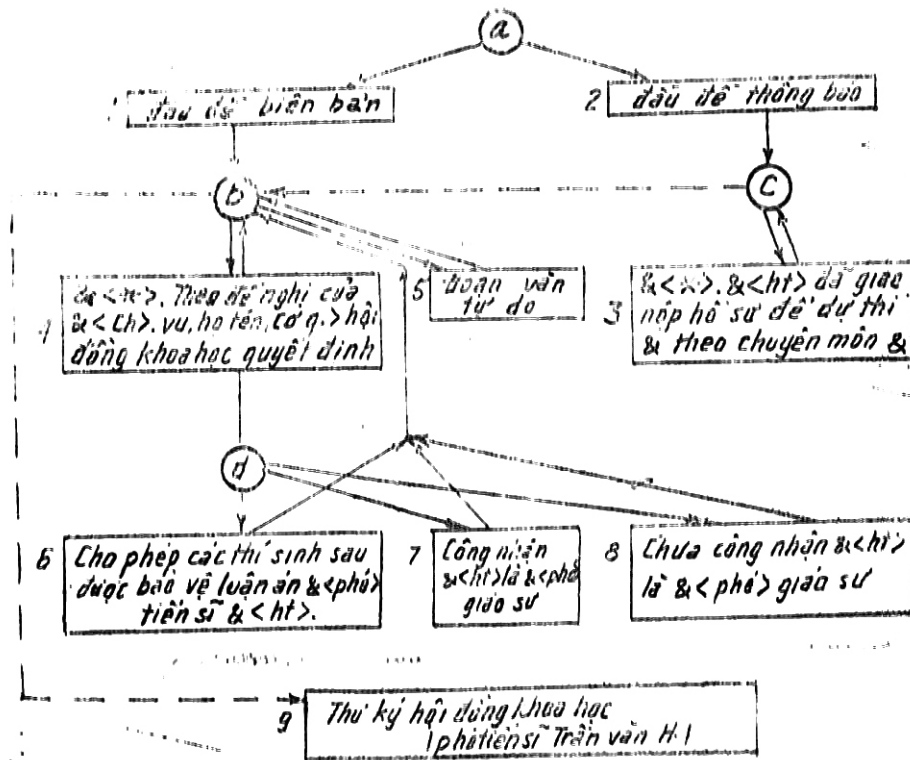 a
1 đầu đề biên bản
2 đầu đề thông báo
b
c
4 &<*>. Theo đề nghị của
&<Ch>. vụ, họ tên, cơ q.> hội
đồng khoa học quyết định
5 Đoạn văn
tự do
3 &<*>. &<ht> đã giao
nộp hồ sơ để dự thi
& theo chuyên môn &
d
6 Cho phép các thí sinh sau
được bảo vệ luận án &<phó>
tiến sĩ &<ht>.
7 Công nhận
&<ht> là &<phó>
giáo sư
8 Chưa công nhận &<ht>
là &<phó> giáo sư
9 Thư ký hội đồng khoa học
/phó tiến sĩ Trần văn H./